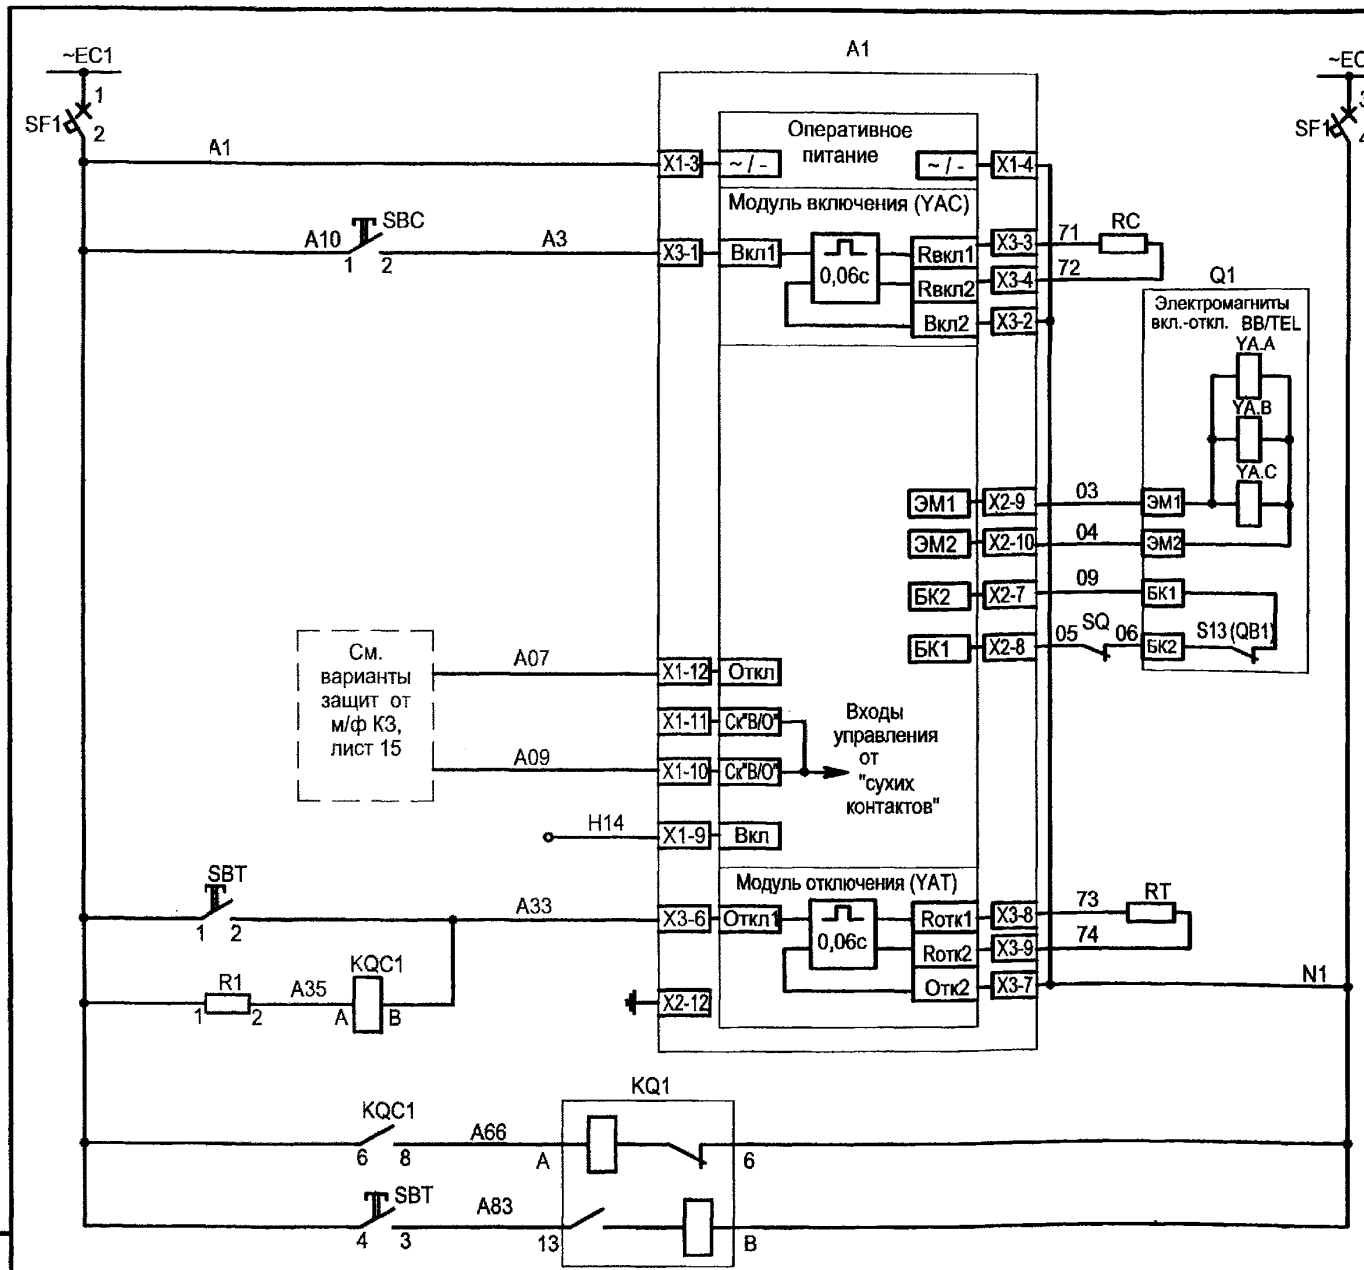 ~EC1
A1
~EC
1
3
SF1
2
SF1
4
A1
X1-3
~ / -
Оперативное
питание
~ / -
X1-4
Модуль включения (YAC)
SBC
A10
1
2
A3
X3-1
Вкл1
0,06с
Rвкл1
X3-3
71
RC
Rвкл2
X3-4
72
Вкл2
X3-2
Q1
Электромагниты
вкл.-откл. BB/TEL
YA.A
YA.B
YA.C
ЭМ1
X2-9
03
ЭМ1
ЭМ2
X2-10
04
ЭМ2
БК2
X2-7
09
БК1
БК1
X2-8
05
SQ
06
БК2
S13 (QB1)
См.
варианты
защит от
м/ф КЗ,
лист 15
A07
X1-12
Откл
X1-11
Ск"В/О"
A09
X1-10
Ск"В/О"
Входы
управления
от
"сухих
контактов"
H14
X1-9
Вкл
SBT
1
2
A33
X3-6
Модуль отключения (YAT)
Откл1
0,06с
Rотк1
X3-8
73
RT
Rотк2
X3-9
74
Отк2
X3-7
N1
R1
1
2
A35
KQC1
A
B
X2-12
KQ1
KQC1
6
8
A66
A
6
SBT
4
3
A83
13
B